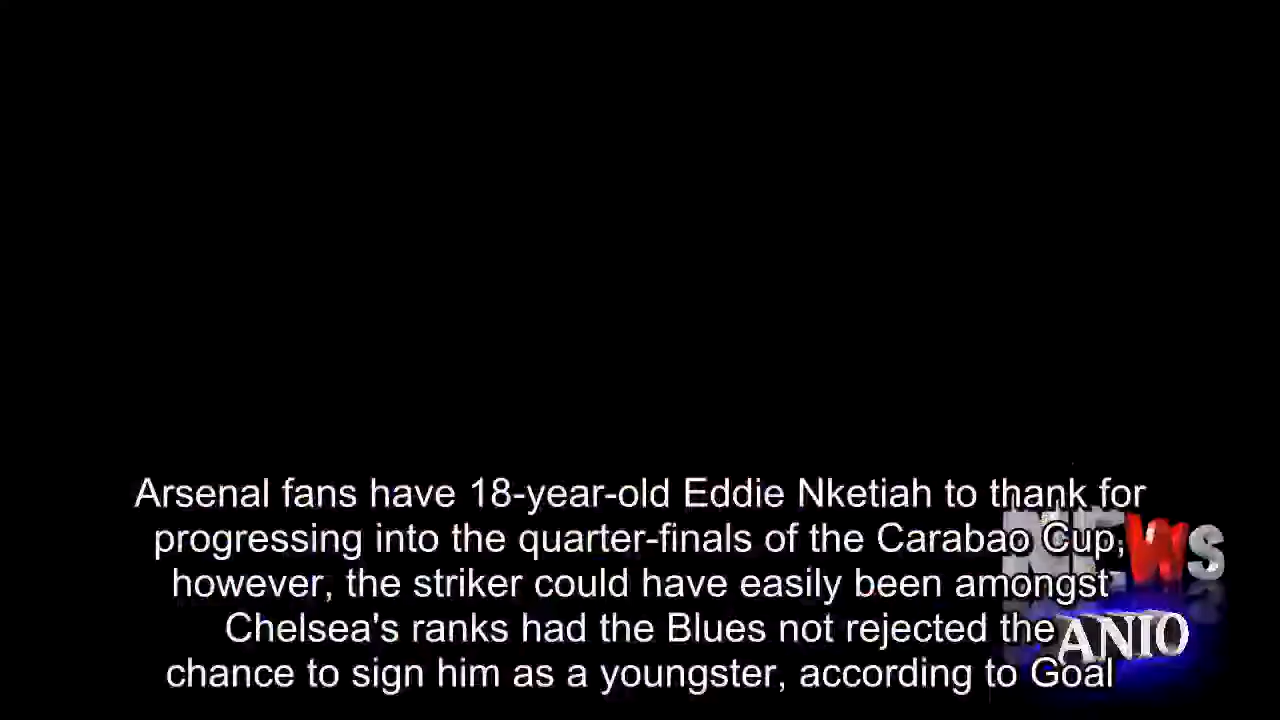 Arsenal fans have 18-year-old Eddie Nketiah to thank for
progressing into the quarter-finals of the Carabao Cup,
however, the striker could have easily been amongst
Chelsea's ranks had the Blues not rejected the
chance to sign him as a youngster, according to Goal
NEWS
ANIO